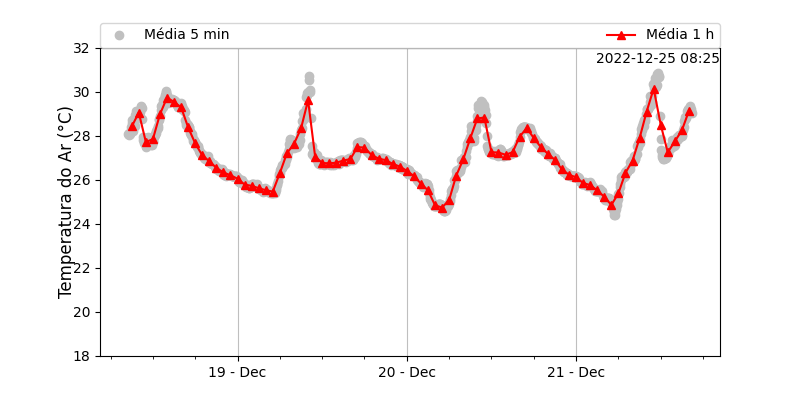 Média 5 min
Média 1 h
2022-12-25 08:25
Temperatura do Ar (°C)
32
30
28
26
24
22
20
18
19 - Dec
20 - Dec
21 - Dec